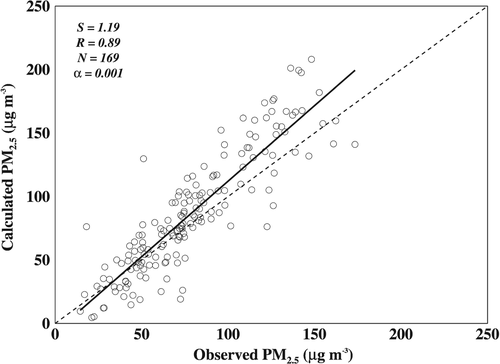 250
S = 1.19
R = 0.89
N = 169
α = 0.001
200
150
100
50
0
Calculated PM2.5 (μg m-3)
0 50 100 150 200 250
Observed PM2.5 (μg m-3)